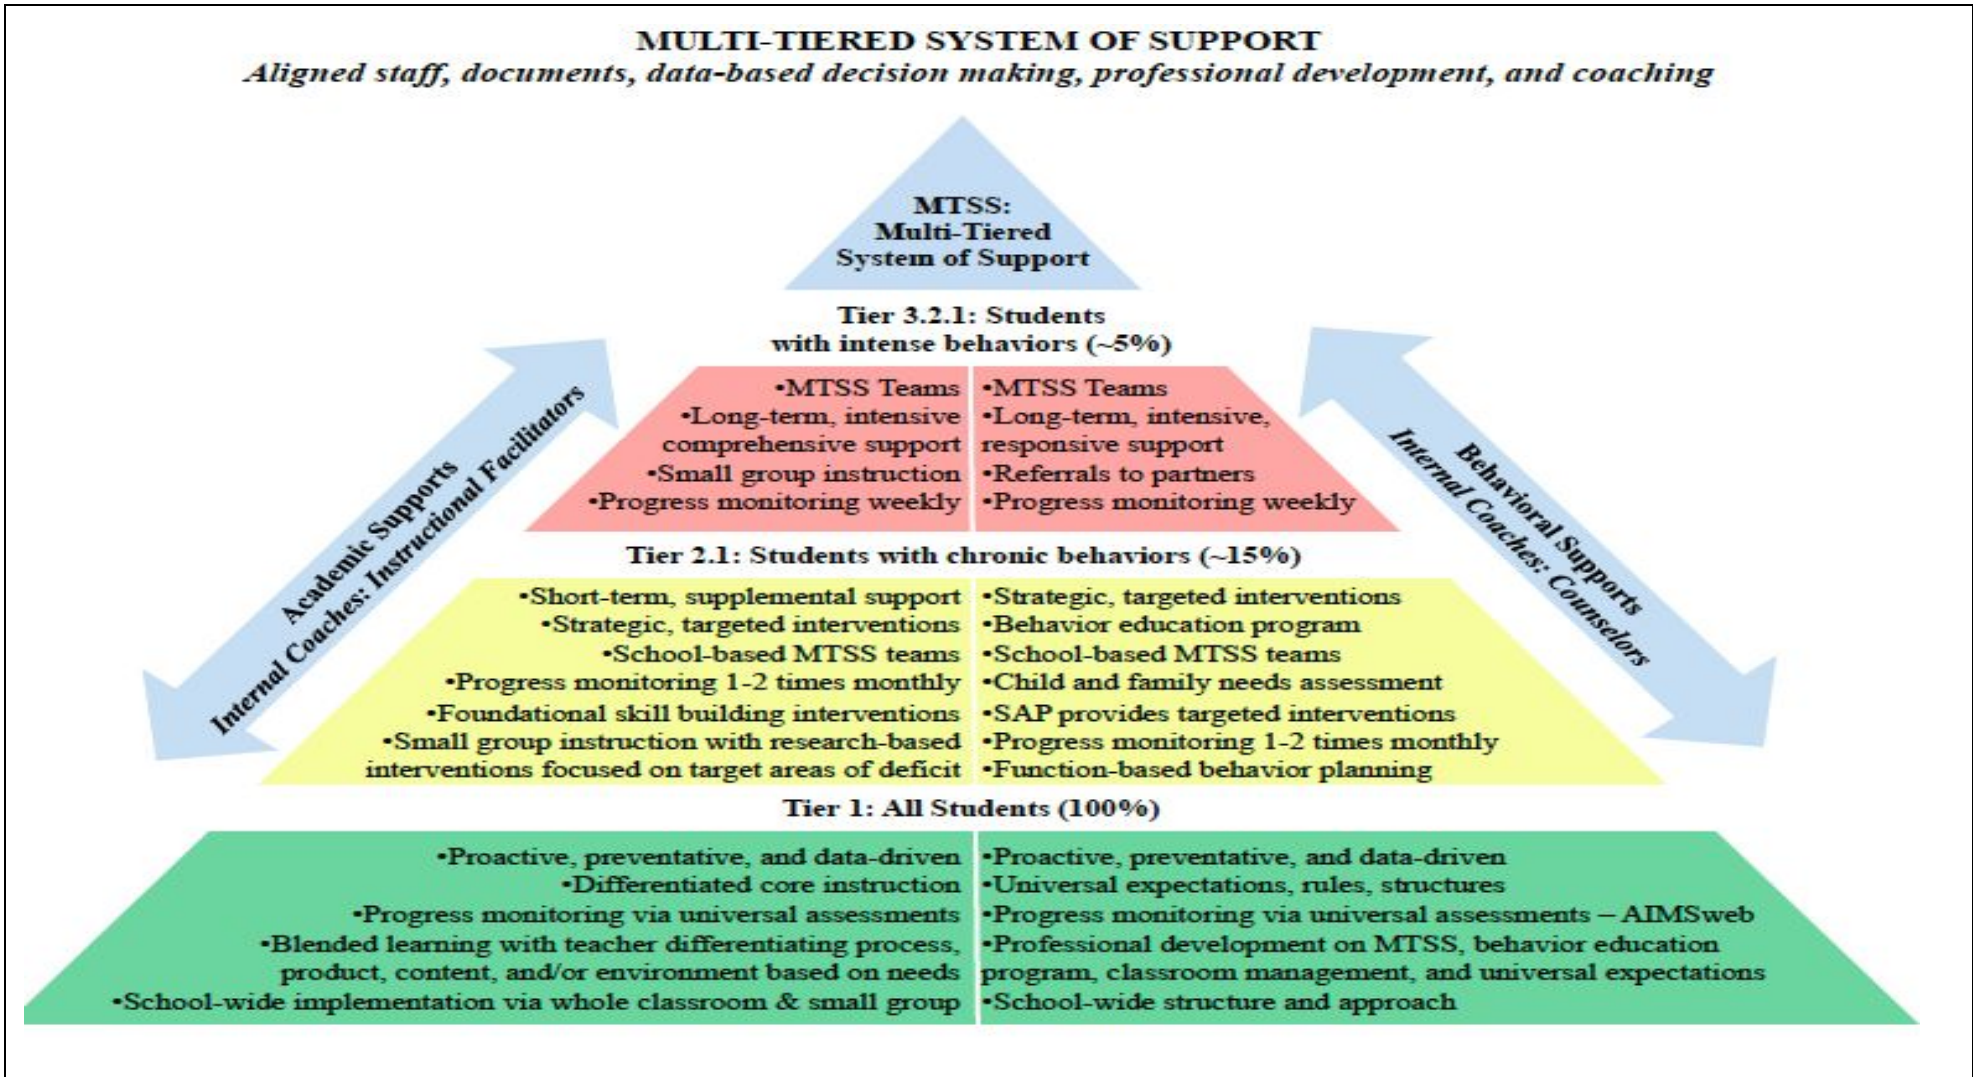 MULTI-TIERED SYSTEM OF SUPPORT
Aligned staff, documents, data-based decision making, professional development, and coaching
MTSS:
Multi-Tiered
System of Support
Academic Supports
Internal Coaches: Instructional Facilitators
Behavioral Supports
Internal Coaches: Counselors
Tier 3.2.1: Students
with intense behaviors (~5%)
•MTSS Teams
•Long-term, intensive
comprehensive support
•Small group instruction
•Progress monitoring weekly
•MTSS Teams
•Long-term, intensive,
responsive support
•Referrals to partners
•Progress monitoring weekly
Tier 2.1: Students with chronic behaviors (~15%)
•Short-term, supplemental support
•Strategic, targeted interventions
•School-based MTSS teams
•Progress monitoring 1-2 times monthly
•Foundational skill building interventions
•Small group instruction with research-based
interventions focused on target areas of deficit
•Strategic, targeted interventions
•Behavior education program
•School-based MTSS teams
•Child and family needs assessment
•SAP provides targeted interventions
•Progress monitoring 1-2 times monthly
•Function-based behavior planning
Tier 1: All Students (100%)
•Proactive, preventative, and data-driven
•Differentiated core instruction
•Progress monitoring via universal assessments
•Blended learning with teacher differentiating process,
product, content, and/or environment based on needs
•School-wide implementation via whole classroom & small group
•Proactive, preventative, and data-driven
•Universal expectations, rules, structures
•Progress monitoring via universal assessments – AIMSweb
•Professional development on MTSS, behavior education
program, classroom management, and universal expectations
•School-wide structure and approach